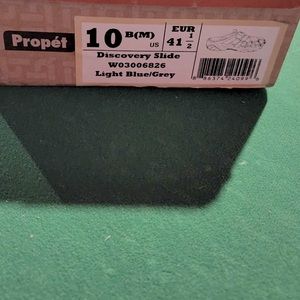 Propét
10 B(M) US
EUR 41 1/2
Discovery Slide
W03006826
Light Blue/Grey